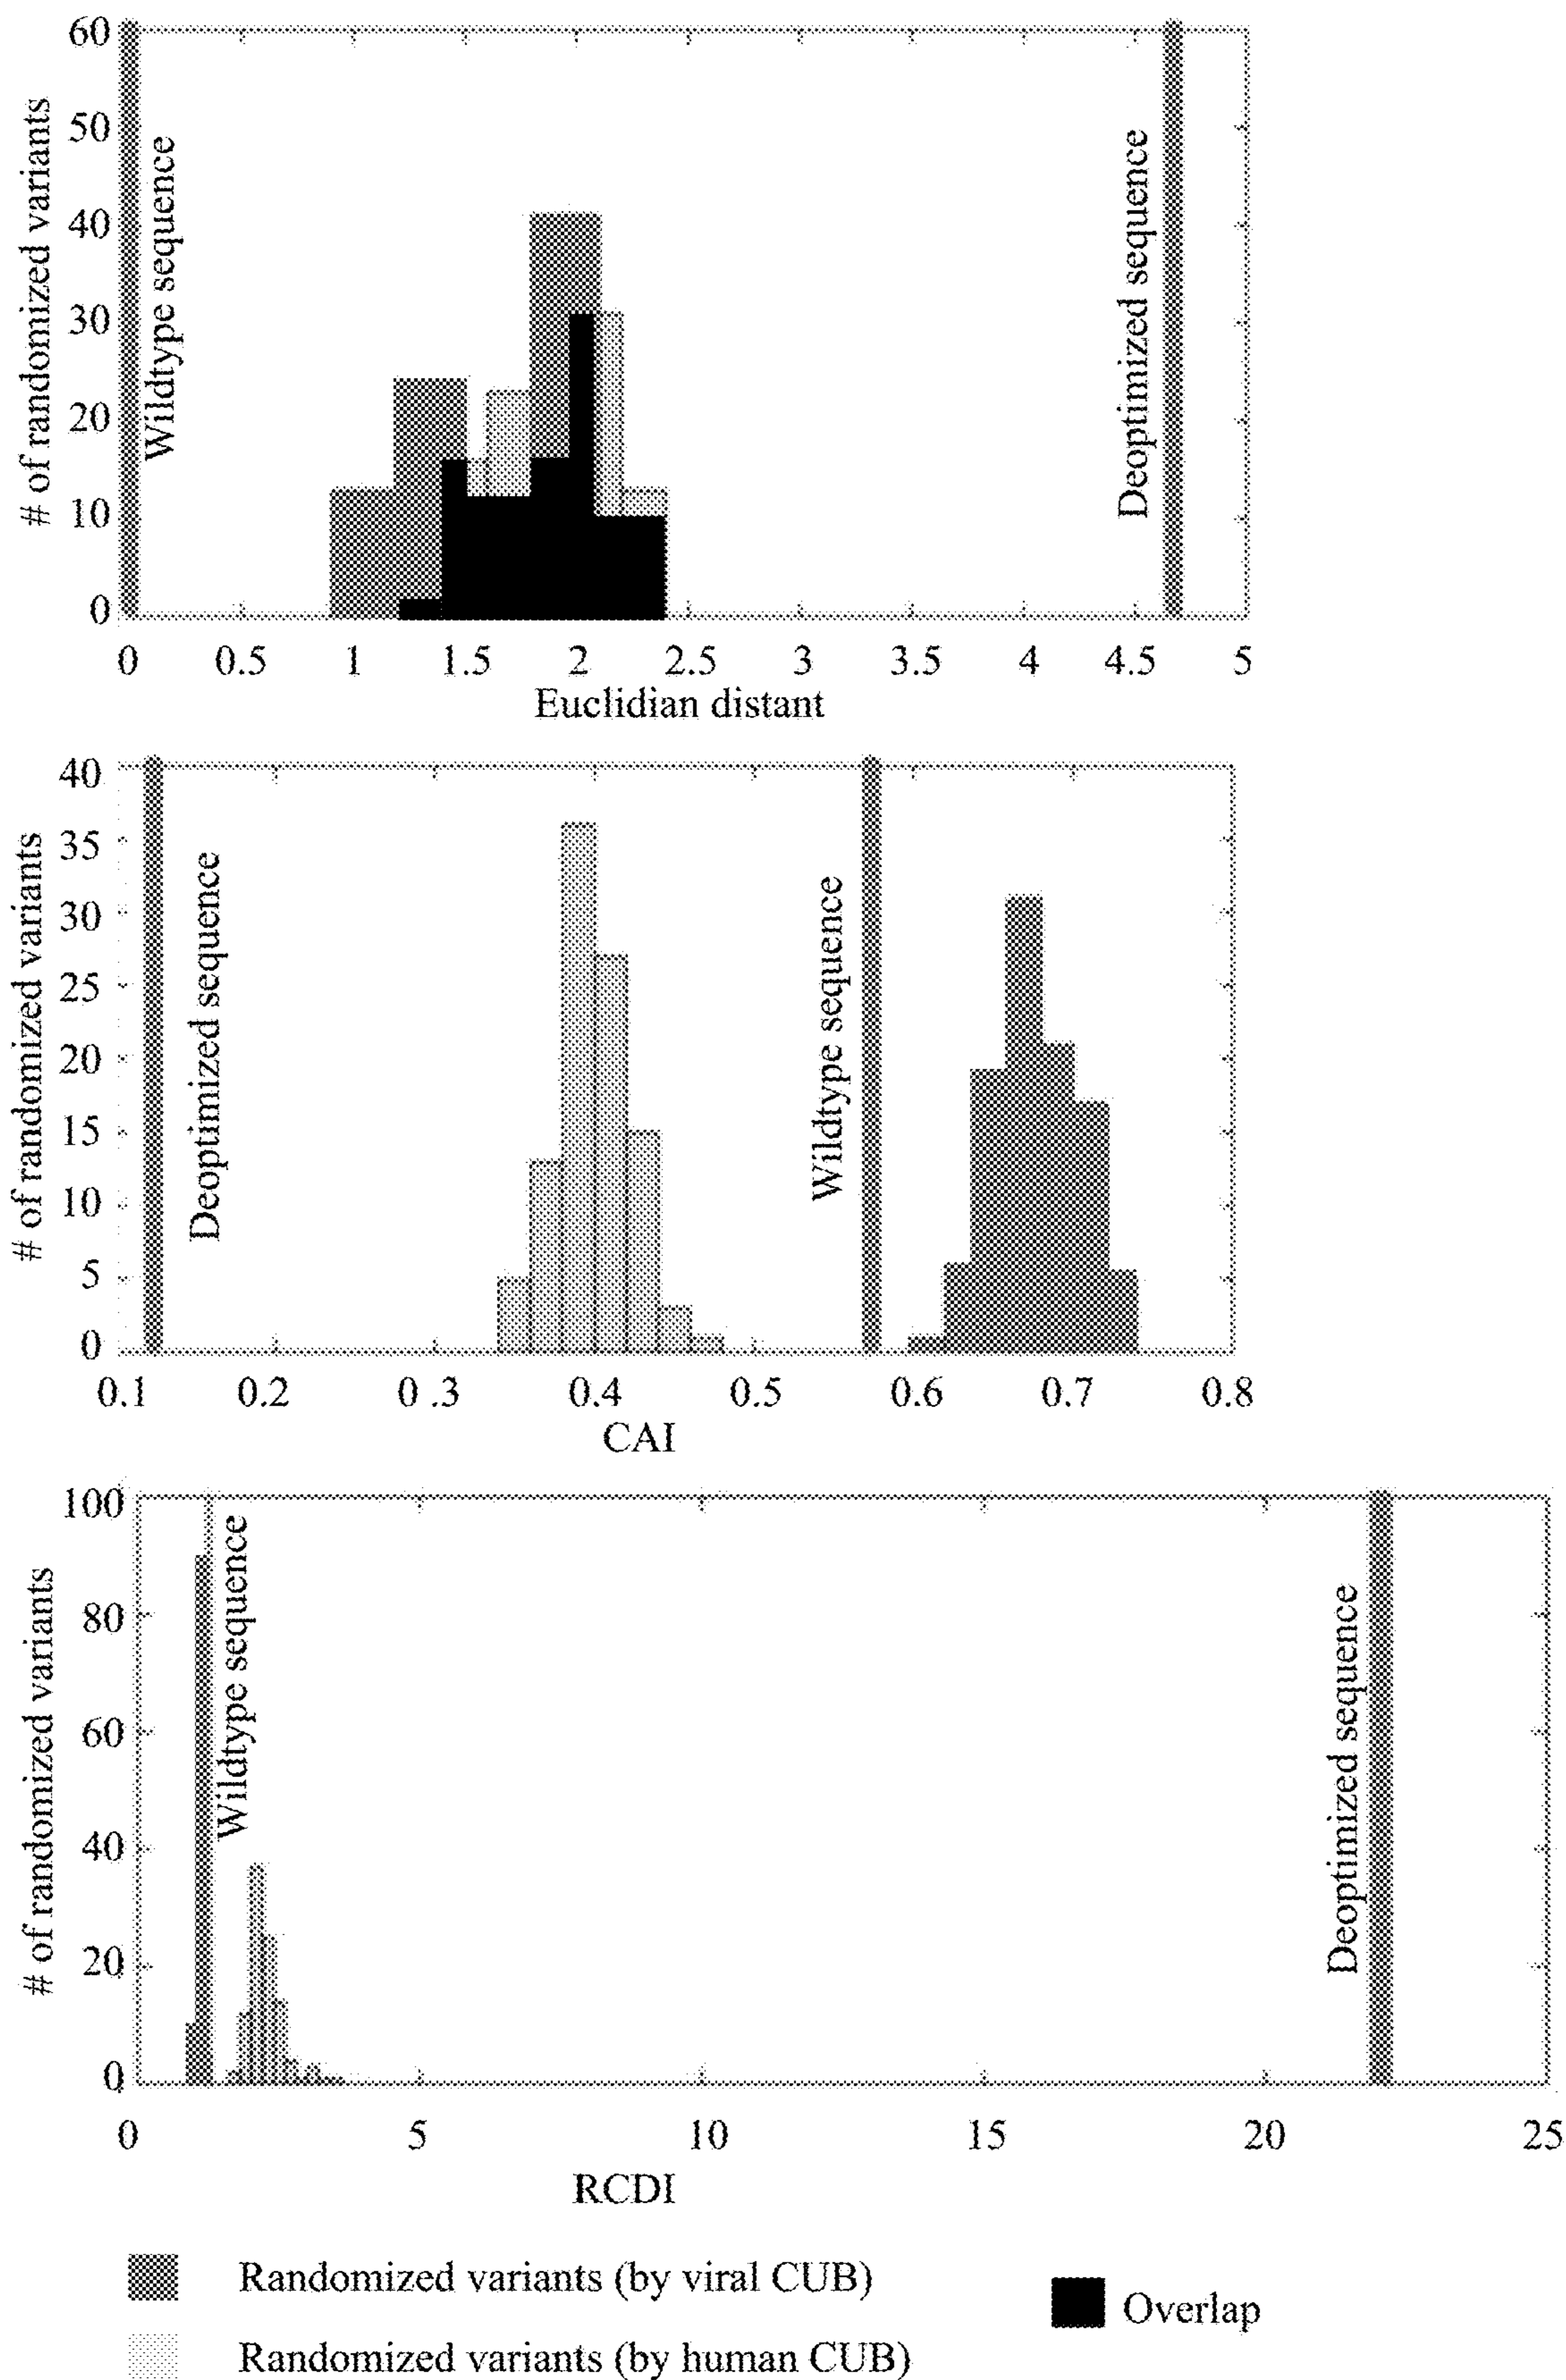 # of randomized variants
60
50
40
30
20
10
0
Wildtype sequence
Deoptimized sequence
0 0.5 1 1.5 2 2.5 3 3.5 4 4.5 5
Euclidian distant
# of randomized variants
40
35
30
25
20
15
10
5
0
Deoptimized sequence
Wildtype sequence
0.1 0.2 0.3 0.4 0.5 0.6 0.7 0.8
CAI
# of randomized variants
100
80
60
40
20
0
Wildtype sequence
Deoptimized sequence
0 5 10 15 20 25
RCDI
Randomized variants (by viral CUB)
Overlap
Randomized variants (by human CUB)